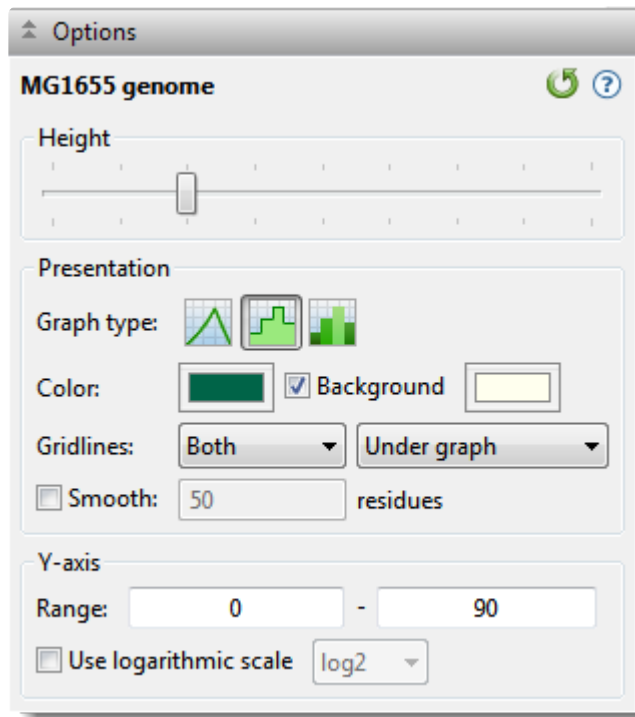 Options
MG1655 genome
?
Height
Presentation
Graph type:
Color: Background
Gridlines: Both Under graph
Smooth: 50 residues
Y-axis
Range: 0 - 90
Use logarithmic scale log2